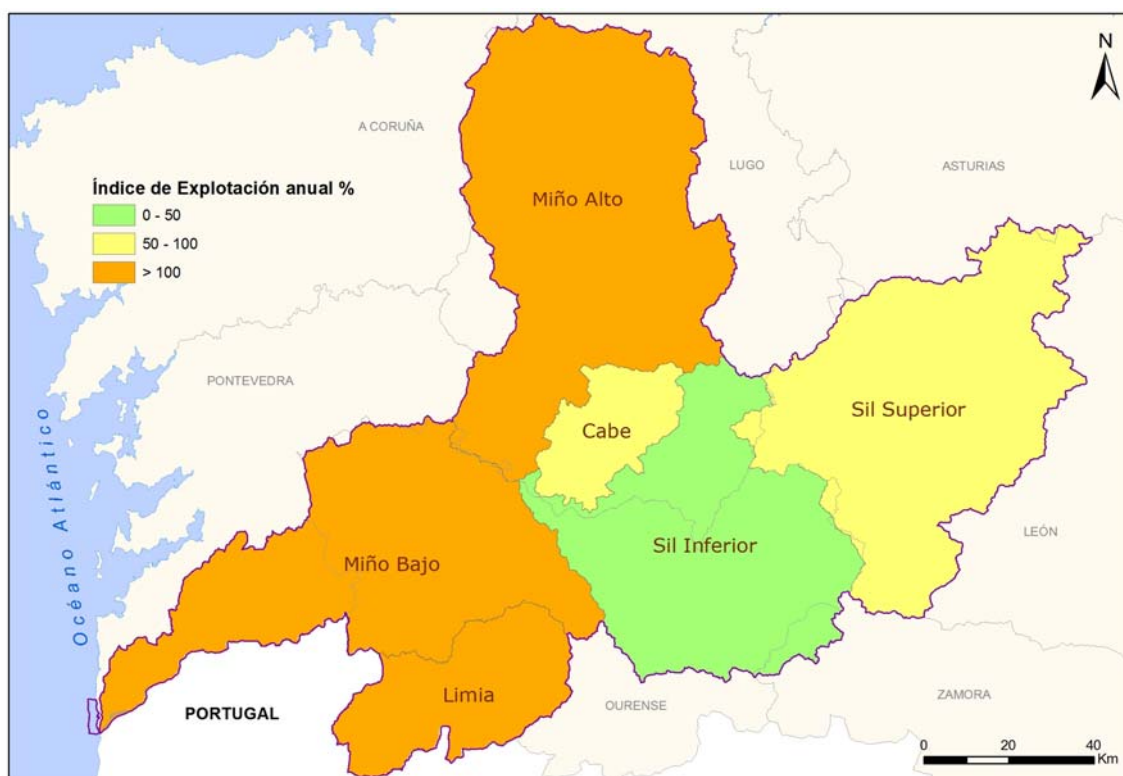 N
A CORUÑA
LUGO
ASTURIAS
Índice de Explotación anual %
0 - 50
50 - 100
> 100
Miño Alto
PONTEVEDRA
Sil Superior
Cabe
Océano Atlántico
LEÓN
Sil Inferior
Miño Bajo
Limia
ZAMORA
OURENSE
PORTUGAL
0 20 40
Km